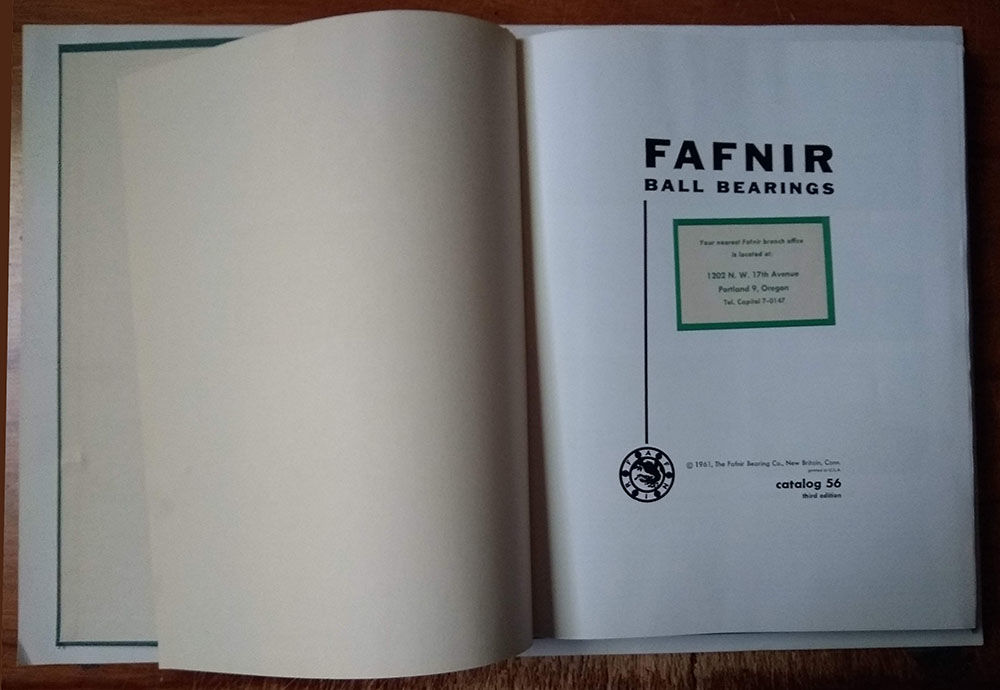 FAFNIR
BALL BEARINGS
Your nearest Fafnir branch office
is located at:
1202 N. W. 17th Avenue
Portland 9, Oregon
Tel. Capitol 7-0147
FAFNIR
© 1961, The Fafnir Bearing Co., New Britain, Conn.
printed in U.S.A.
catalog 56
third edition